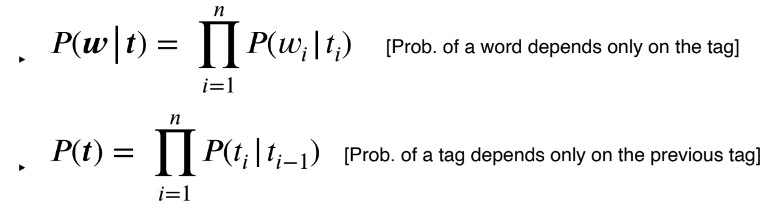 ▸ P(w|t) = ∏_{i=1}^{n} P(w_i | t_i) [Prob. of a word depends only on the tag]
▸ P(t) = ∏_{i=1}^{n} P(t_i | t_{i−1}) [Prob. of a tag depends only on the previous tag]